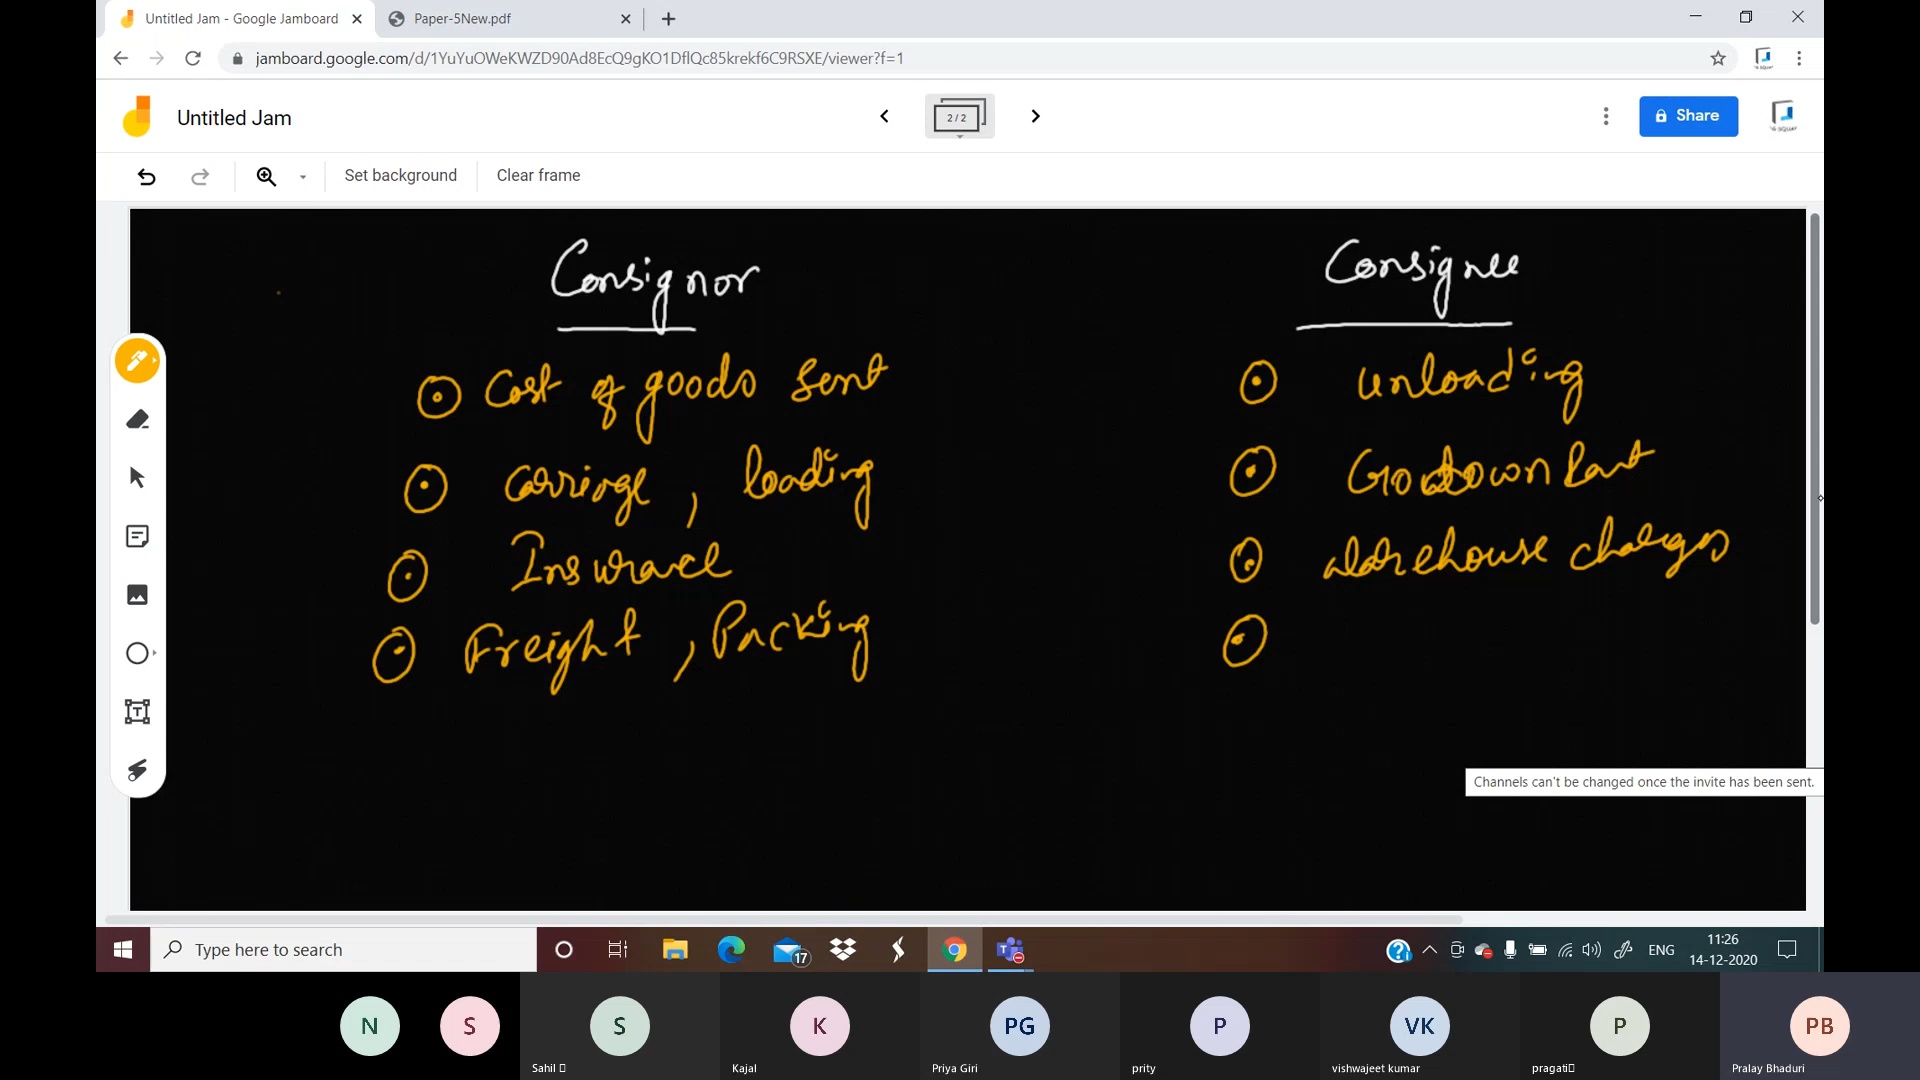 Untitled Jam - Google Jamboard
Paper-5New.pdf
jamboard.google.com/d/1YuYuOWeKWZD90Ad8EcQ9gKO1DflQc85krekf6C9RSXE/viewer?f=1
Untitled Jam
2 / 2
Share
Set background
Clear frame
Consignor
Consignee
Cost of goods sent
unloading
Carriage, loading
Godown Rent
Insurance
warehouse charges
Freight, Packing
Channels can't be changed once the invite has been sent.
Type here to search
17
ENG
11:26
14-12-2020
N
S
S
K
PG
P
VK
P
PB
Sahil
Kajal
Priya Giri
prity
vishwajeet kumar
pragati
Pralay Bhaduri